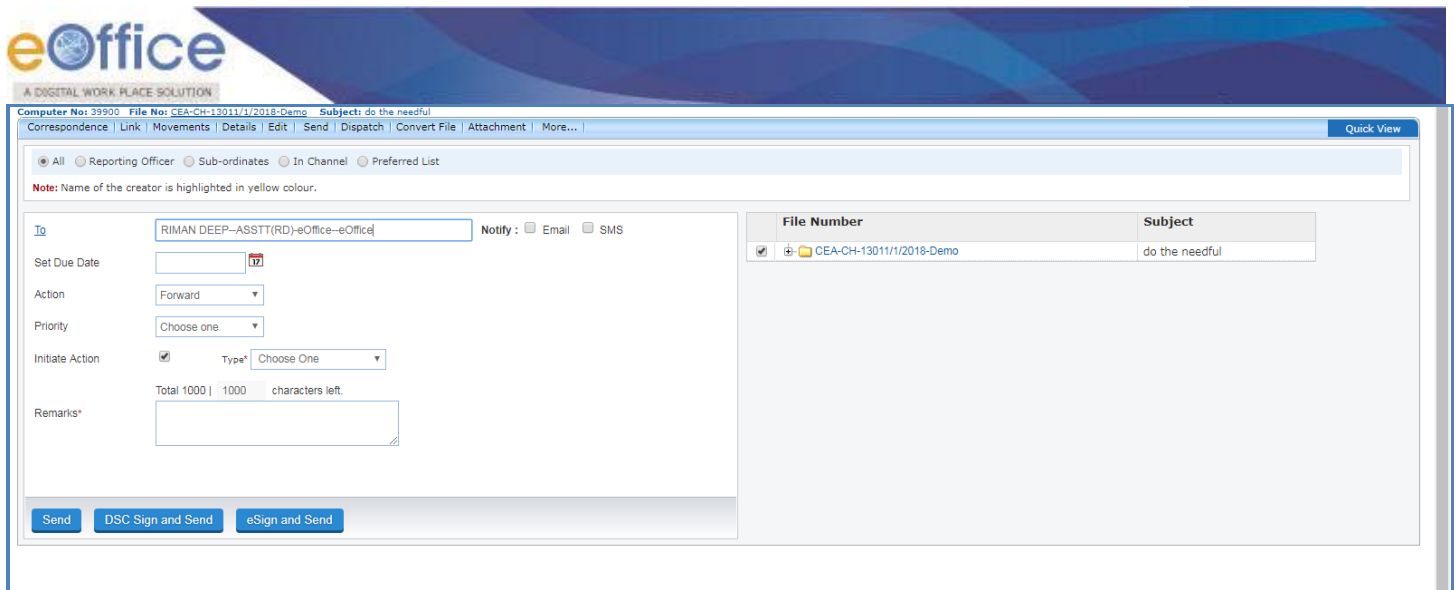 eOffice
A DIGITAL WORK PLACE SOLUTION
Computer No: 39900 File No: CEA-CH-13011/1/2018-Demo Subject: do the needful
Correspondence | Link | Movements | Details | Edit | Send | Dispatch | Convert File | Attachment | More... |
Quick View
All Reporting Officer Sub-ordinates In Channel Preferred List
Note: Name of the creator is highlighted in yellow colour.
To RIMAN DEEP--ASSTT(RD)-eOffice--eOffice Notify : Email SMS
Set Due Date 17
Action Forward
Priority Choose one
Initiate Action Type* Choose One
Total 1000 | 1000 characters left.
Remarks*
Send DSC Sign and Send eSign and Send
File Number Subject
CEA-CH-13011/1/2018-Demo do the needful